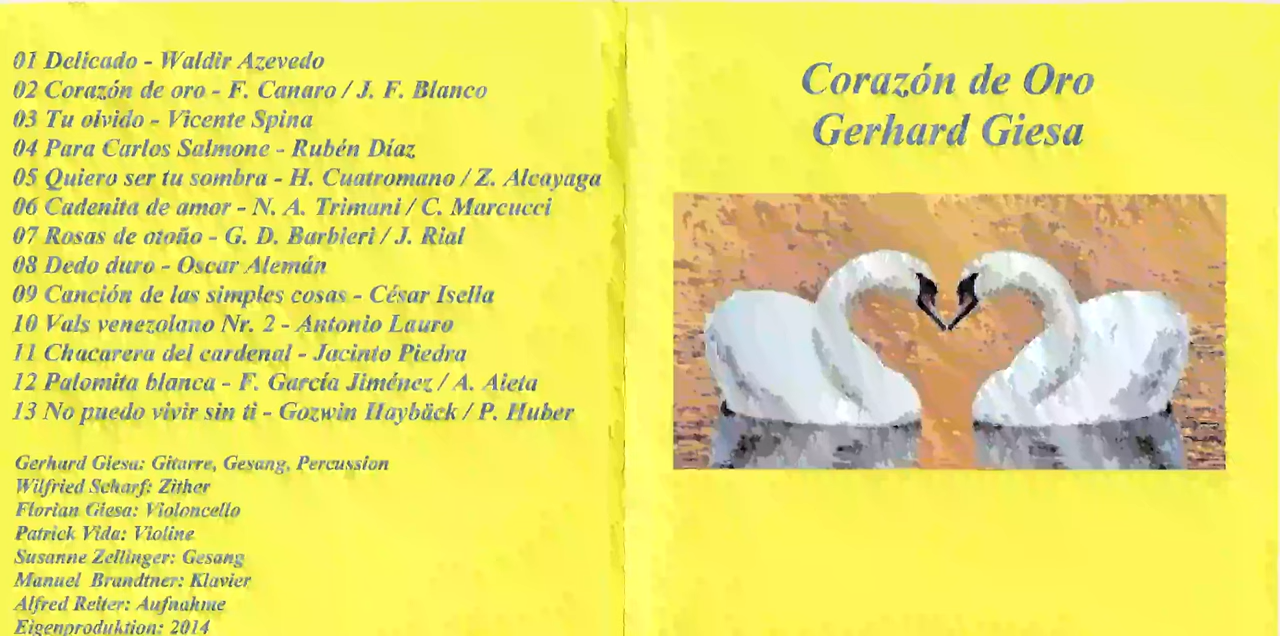 01 Delicado - Waldir Azevedo
02 Corazón de oro - F. Canaro / J. F. Blanco
03 Tu olvido - Vicente Spina
04 Para Carlos Salmone - Rubén Díaz
05 Quiero ser tu sombra - H. Cuatromano / Z. Alcayaga
06 Cadenita de amor - N. A. Trimani / C. Marcucci
07 Rosas de otoño - G. D. Barbieri / J. Rial
08 Dedo duro - Oscar Alemán
09 Canción de las simples cosas - César Isella
10 Vals venezolano Nr. 2 - Antonio Lauro
11 Chacarera del cardenal - Jacinto Piedra
12 Palomita blanca - F. García Jiménez / A. Aieta
13 No puedo vivir sin ti - Gozwin Haybäck / P. Huber
Gerhard Giesa: Gitarre, Gesang, Percussion
Wilfried Scharf: Zither
Florian Giesa: Violoncello
Patrick Vida: Violine
Susanne Zellinger: Gesang
Manuel Brandtner: Klavier
Alfred Reiter: Aufnahme
Eigenproduktion: 2014
Corazón de Oro
Gerhard Giesa